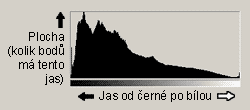 Plocha
(kolik bodů
má tento
jas)
Jas od černé po bílou